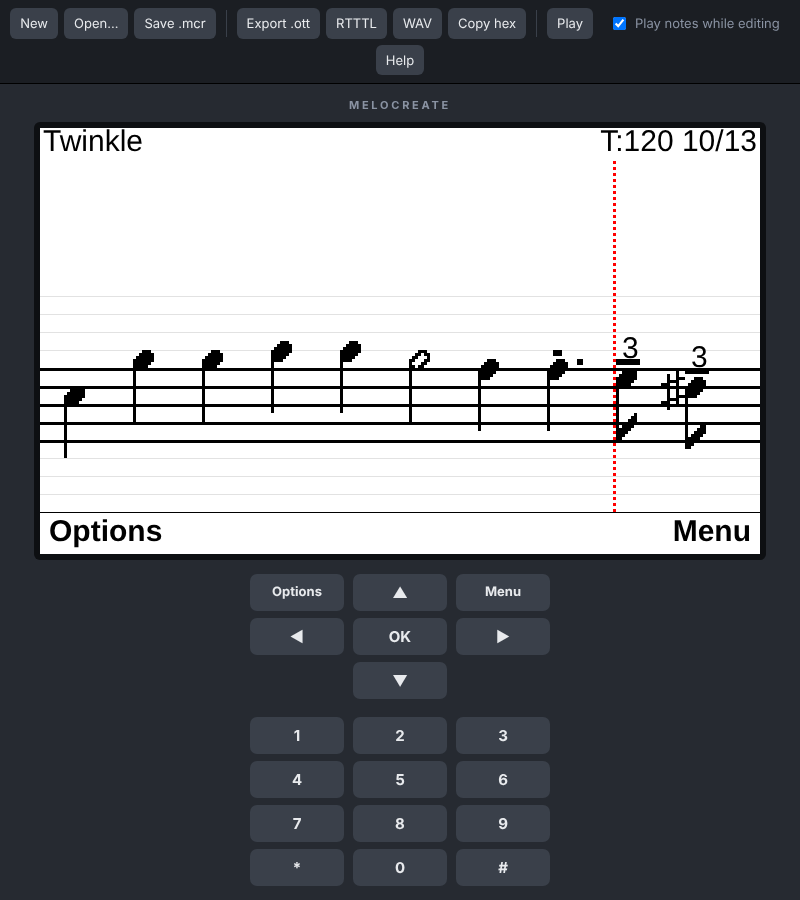 New Open... Save .mcr Export .ott RTTTL WAV Copy hex Play Play notes while editing
Help
MELOCREATE
Twinkle T:120 10/13
3 3
Options Menu
Options ▲ Menu
◀ OK ▶
▼
1 2 3
4 5 6
7 8 9
* 0 #